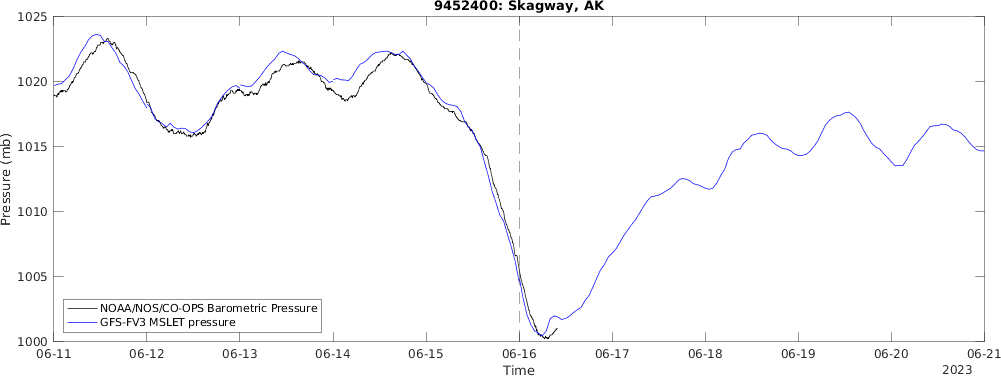 9452400: Skagway, AK
1025
1020
1015
1010
1005
1000
Pressure (mb)
NOAA/NOS/CO-OPS Barometric Pressure
GFS-FV3 MSLET pressure
06-11 06-12 06-13 06-14 06-15 06-16 06-17 06-18 06-19 06-20 06-21
Time
2023